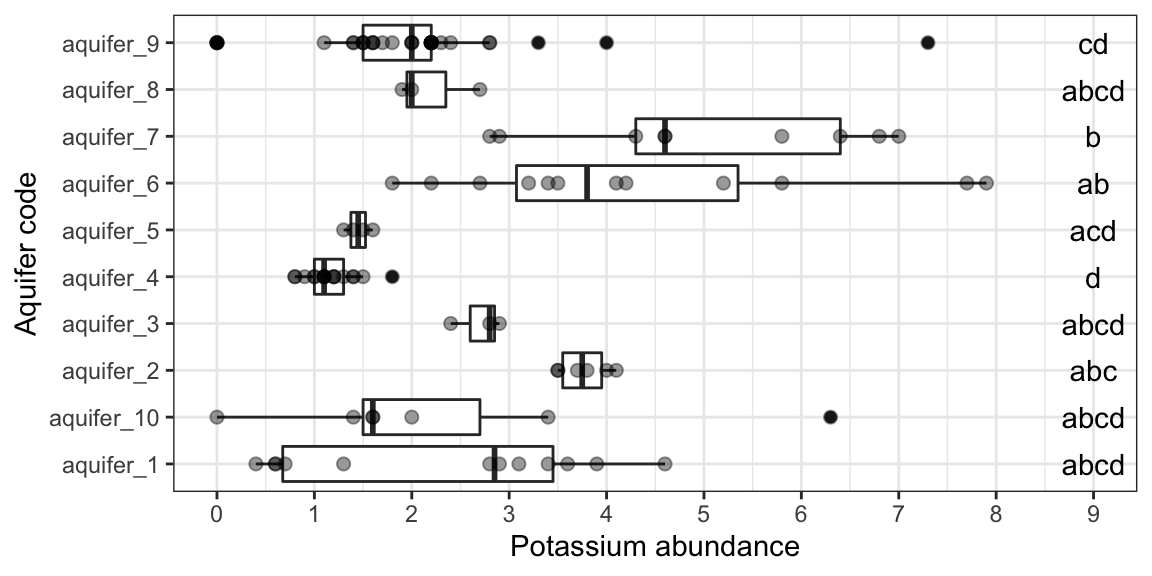 aquifer_9 cd
aquifer_8 abcd
aquifer_7 b
aquifer_6 ab
aquifer_5 acd
aquifer_4 d
aquifer_3 abcd
aquifer_2 abc
aquifer_10 abcd
aquifer_1 abcd
Aquifer code
0 1 2 3 4 5 6 7 8 9
Potassium abundance